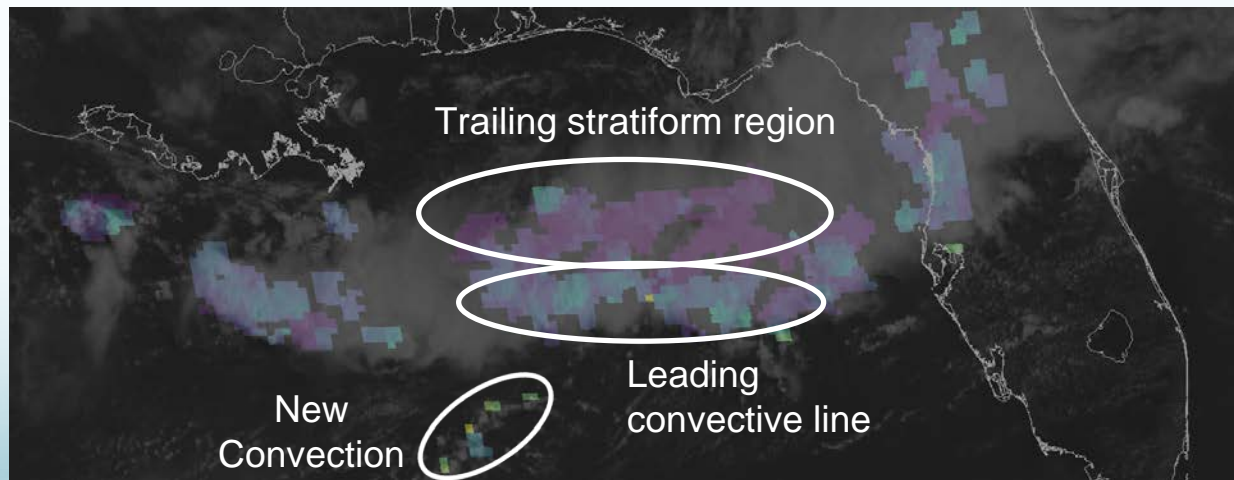 Trailing stratiform region
Leading
convective line
New
Convection